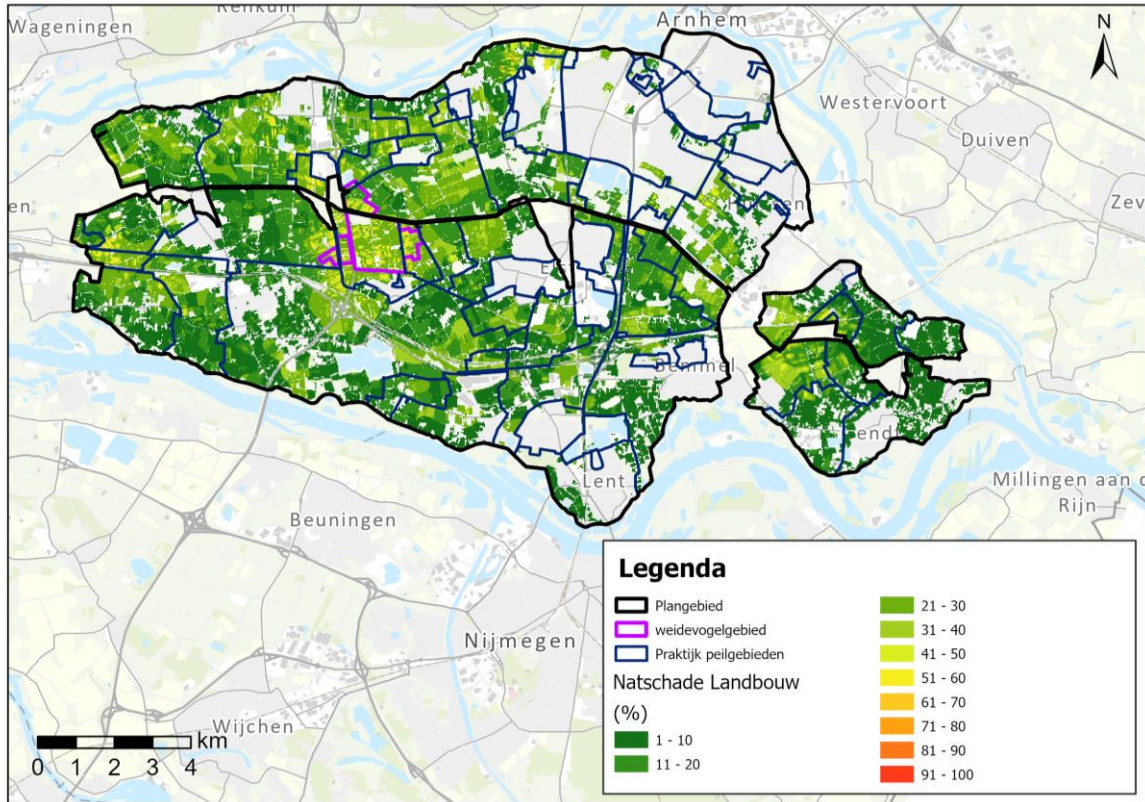 Renkum
Arnhem
N
Wageningen
Westervoort
Duiven
Bemmel
Lent
Millingen aan d
Rijn
Beuningen
Nijmegen
Wijchen
km
0 1 2 3 4
Legenda
Plangebied
weidevogelgebied
Praktijk peilgebieden
Natschade Landbouw
(%)
1 - 10
11 - 20
21 - 30
31 - 40
41 - 50
51 - 60
61 - 70
71 - 80
81 - 90
91 - 100